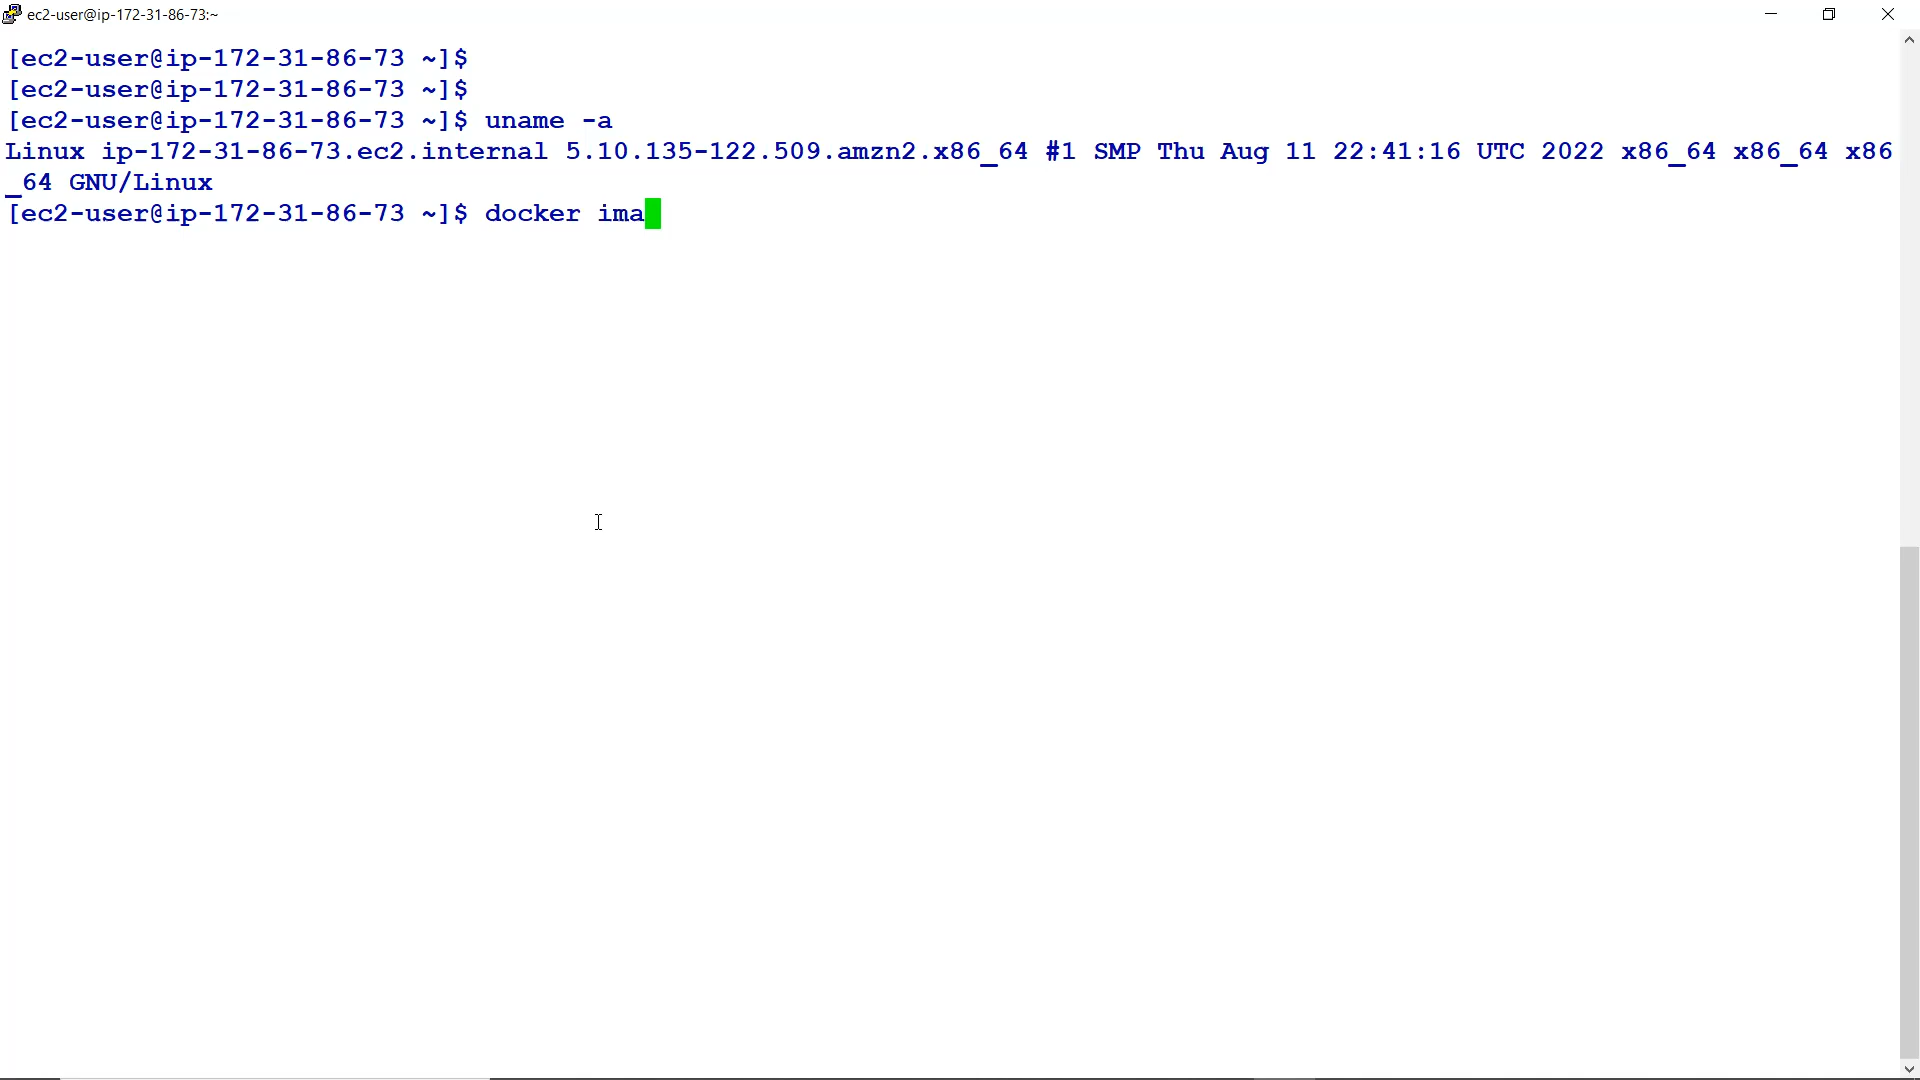 ec2-user@ip-172-31-86-73:~
[ec2-user@ip-172-31-86-73 ~]$
[ec2-user@ip-172-31-86-73 ~]$
[ec2-user@ip-172-31-86-73 ~]$ uname -a
Linux ip-172-31-86-73.ec2.internal 5.10.135-122.509.amzn2.x86_64 #1 SMP Thu Aug 11 22:41:16 UTC 2022 x86_64 x86_64 x86
_64 GNU/Linux
[ec2-user@ip-172-31-86-73 ~]$ docker ima